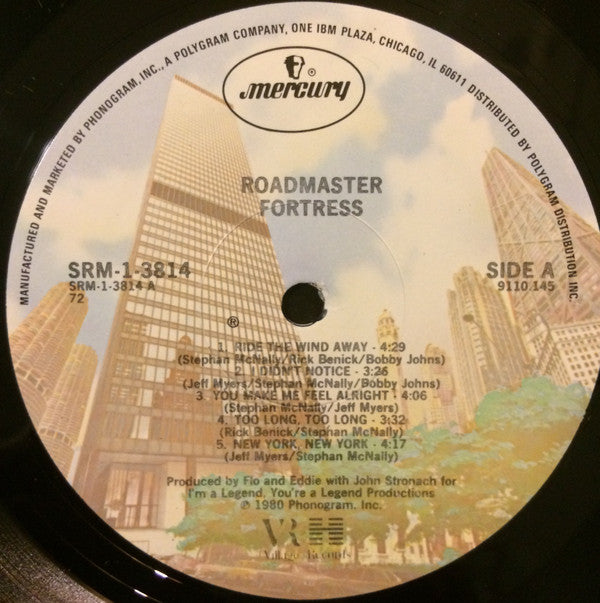 MANUFACTURED AND MARKETED BY PHONOGRAM, INC., A POLYGRAM COMPANY, ONE IBM PLAZA, CHICAGO, IL 60611 DISTRIBUTED BY POLYGRAM DISTRIBUTION INC.
®
mercury
ROADMASTER
FORTRESS
SRM-1-3814
SRM-1-3814 A
72
SIDE A
9110.145
®
1. RIDE THE WIND AWAY - 4:29
(Stephan McNally/Rick Benick/Bobby Johns)
2. I DIDN'T NOTICE - 3:26
(Jeff Myers/Stephan McNally/Bobby Johns)
3. YOU MAKE ME FEEL ALRIGHT - 4:06
(Stephan McNally/Jeff Myers)
4. TOO LONG, TOO LONG - 3:32
(Rick Benick/Stephan McNally)
5. NEW YORK, NEW YORK - 4:17
(Jeff Myers/Stephan McNally)
Produced by Flo and Eddie with John Stronach for
I'm a Legend, You're a Legend Productions
℗ 1980 Phonogram, Inc.
VR
Village Records